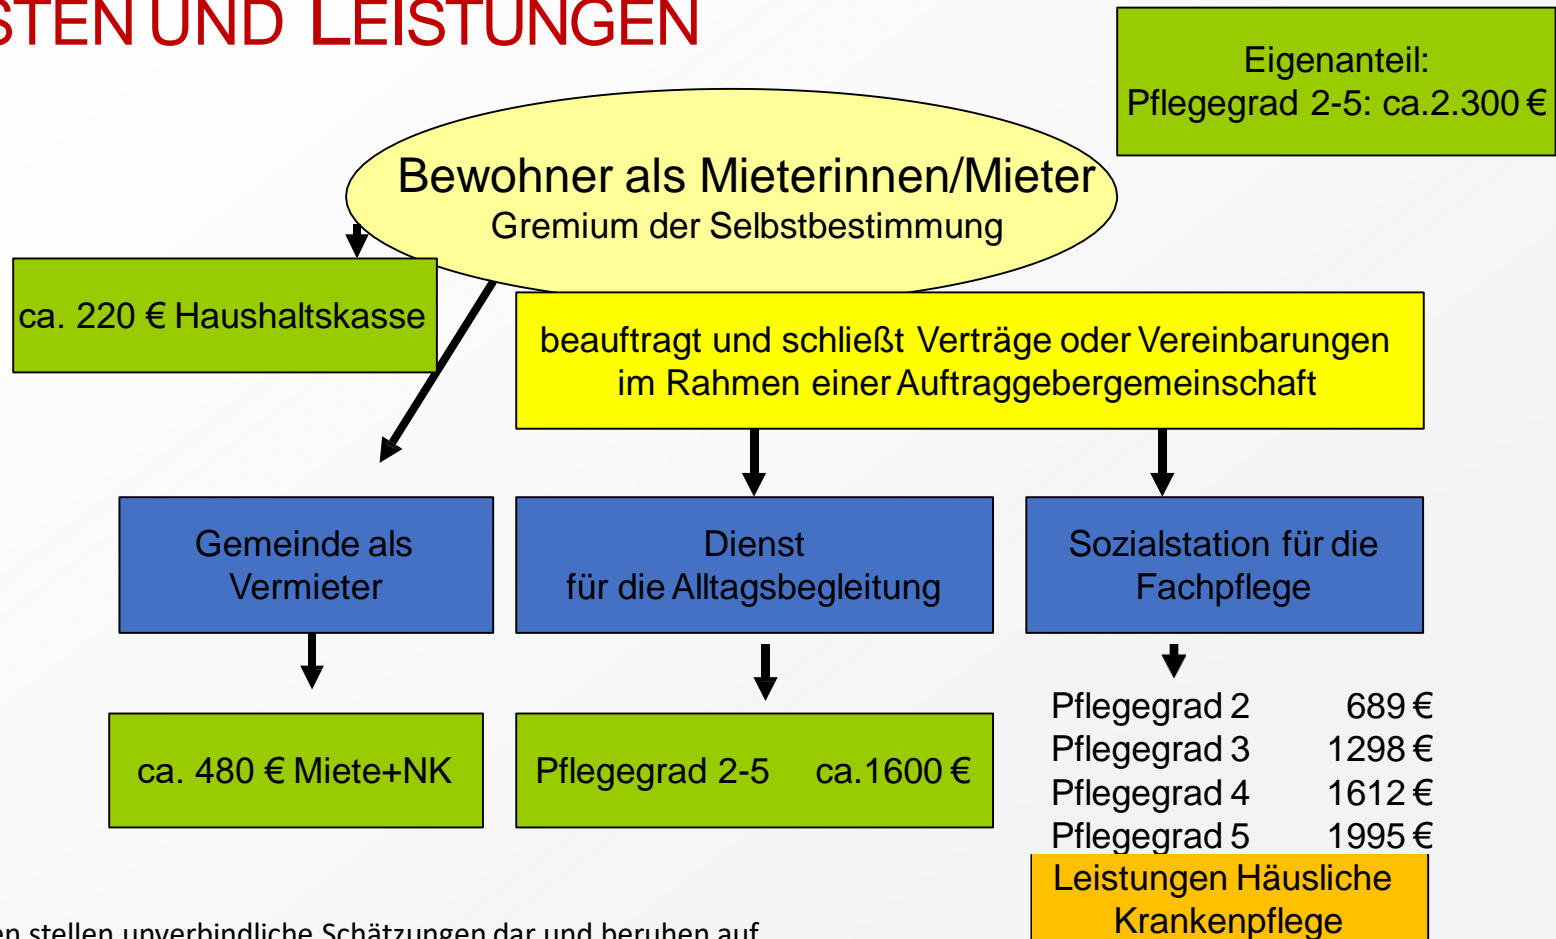 STEN UND LEISTUNGEN
Eigenanteil:
Pflegegrad 2-5: ca.2.300 €
Bewohner als Mieterinnen/Mieter
Gremium der Selbstbestimmung
ca. 220 € Haushaltskasse
beauftragt und schließt Verträge oder Vereinbarungen
im Rahmen einer Auftraggebergemeinschaft
Gemeinde als
Vermieter
Dienst
für die Alltagsbegleitung
Sozialstation für die
Fachpflege
ca. 480 € Miete+NK
Pflegegrad 2-5 ca.1600 €
Pflegegrad 2 689 €
Pflegegrad 3 1298 €
Pflegegrad 4 1612 €
Pflegegrad 5 1995 €
Leistungen Häusliche
Krankenpflege
en stellen unverbindliche Schätzungen dar und beruhen auf